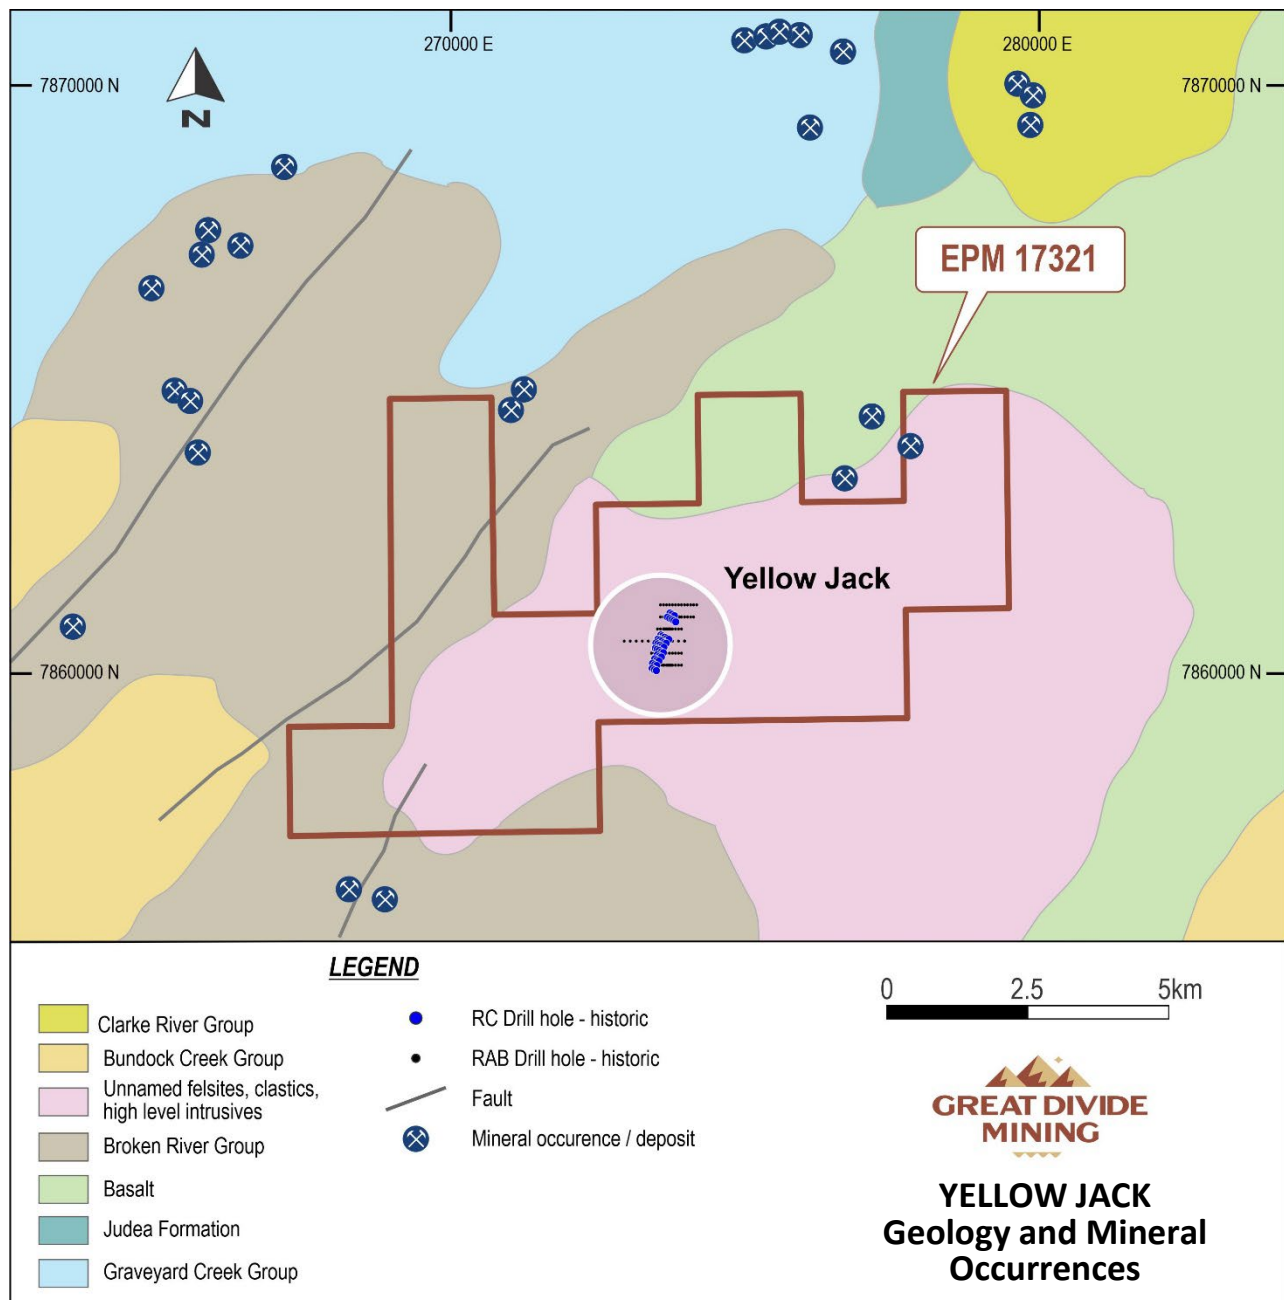 270000 E
280000 E
7870000 N
7870000 N
N
EPM 17321
Yellow Jack
7860000 N
7860000 N
LEGEND
Clarke River Group
Bundock Creek Group
Unnamed felsites, clastics,
high level intrusives
Broken River Group
Basalt
Judea Formation
Graveyard Creek Group
RC Drill hole - historic
RAB Drill hole - historic
Fault
Mineral occurence / deposit
0 2.5 5km
GREAT DIVIDE
MINING
YELLOW JACK
Geology and Mineral
Occurrences